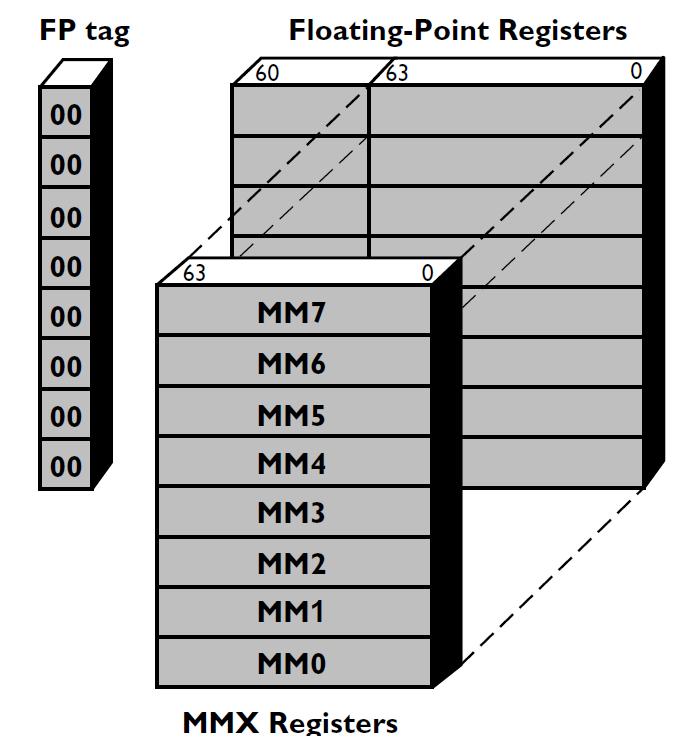 FP tag
Floating-Point Registers
60 63 0
00
00
00
00
00
00
00
00
63 0
MM7
MM6
MM5
MM4
MM3
MM2
MM1
MM0
MMX Registers